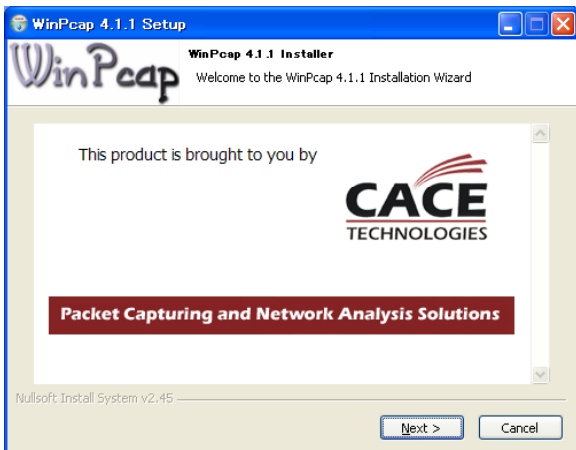 WinPcap 4.1.1 Setup
WinPcap
WinPcap 4.1.1 Installer
Welcome to the WinPcap 4.1.1 Installation Wizard
This product is brought to you by
CACE
TECHNOLOGIES
Packet Capturing and Network Analysis Solutions
Nullsoft Install System v2.45
Next >
Cancel